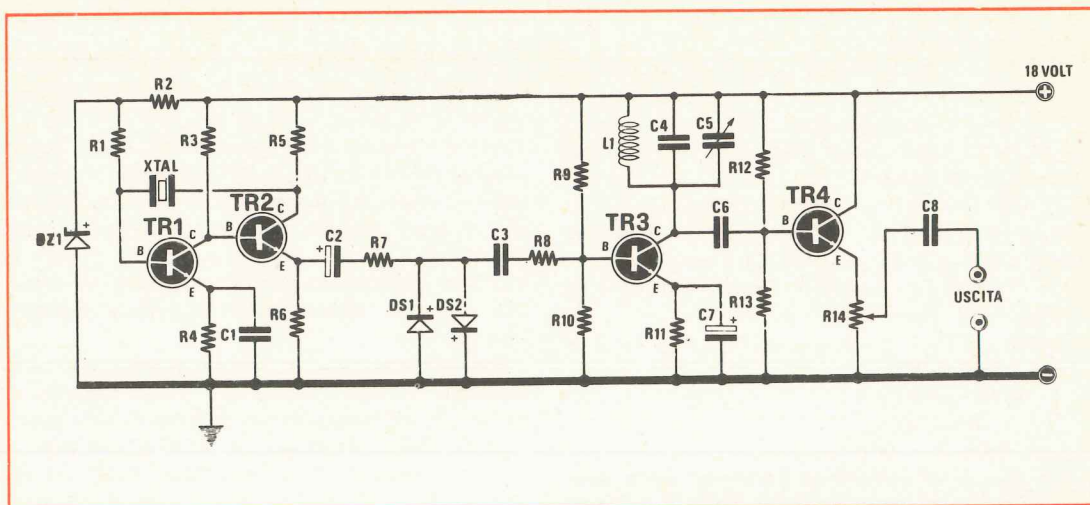 18 VOLT
R2
R1
R3
R5
XTAL
TR1
TR2
B
C
E
B
C
E
DZ1
R4
C1
R6
C2
+
R7
DS1
DS2
+
+
C3
R8
R9
R10
L1
C4
C5
TR3
B
C
E
R11
C7
+
C6
R12
R13
TR4
B
C
E
R14
C8
USCITA
+
+
-